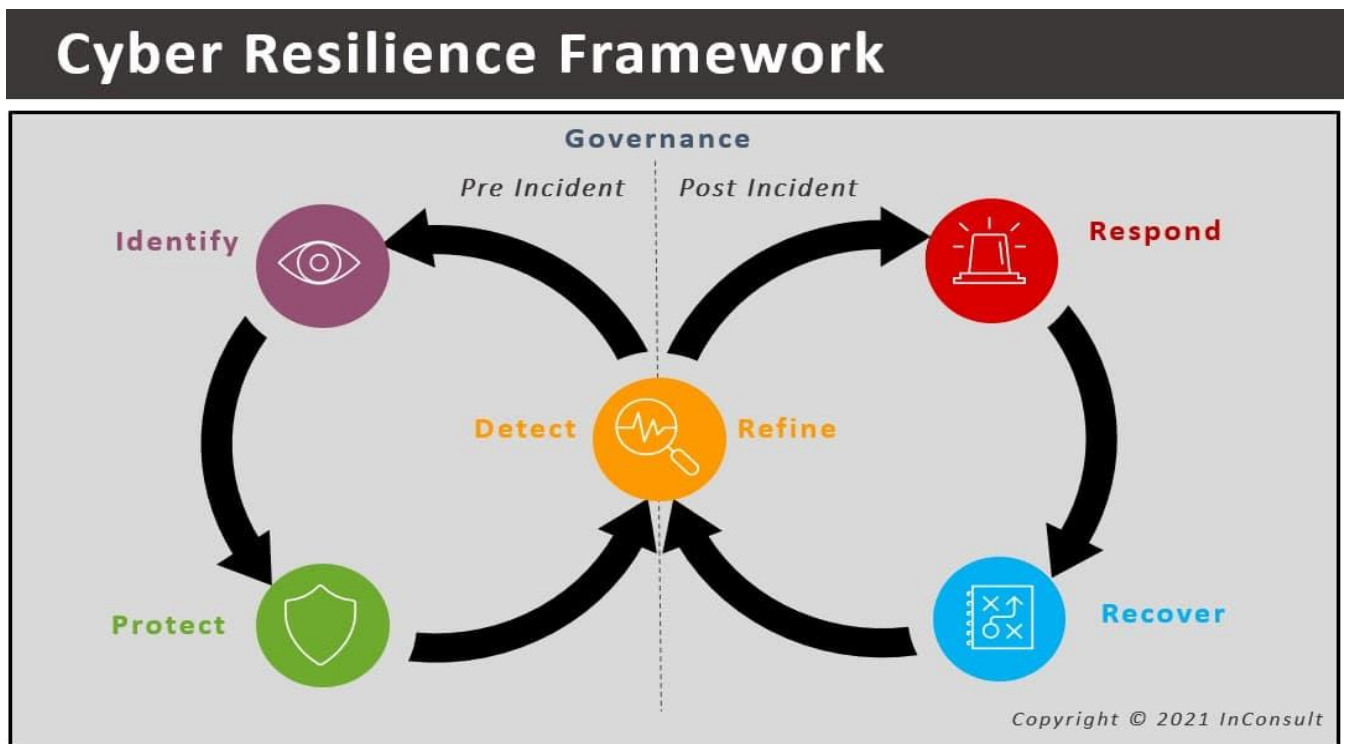 Cyber Resilience Framework
Governance
Pre Incident
Post Incident
Identify
Respond
Detect
Refine
Protect
Recover
Copyright © 2021 InConsult